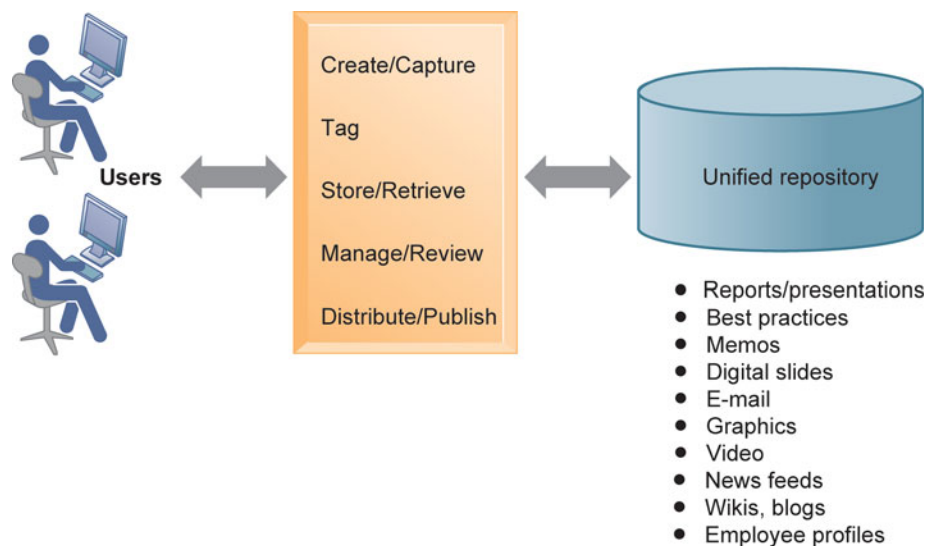 Users
Create/Capture
Tag
Store/Retrieve
Manage/Review
Distribute/Publish
Unified repository
● Reports/presentations
● Best practices
● Memos
● Digital slides
● E-mail
● Graphics
● Video
● News feeds
● Wikis, blogs
● Employee profiles